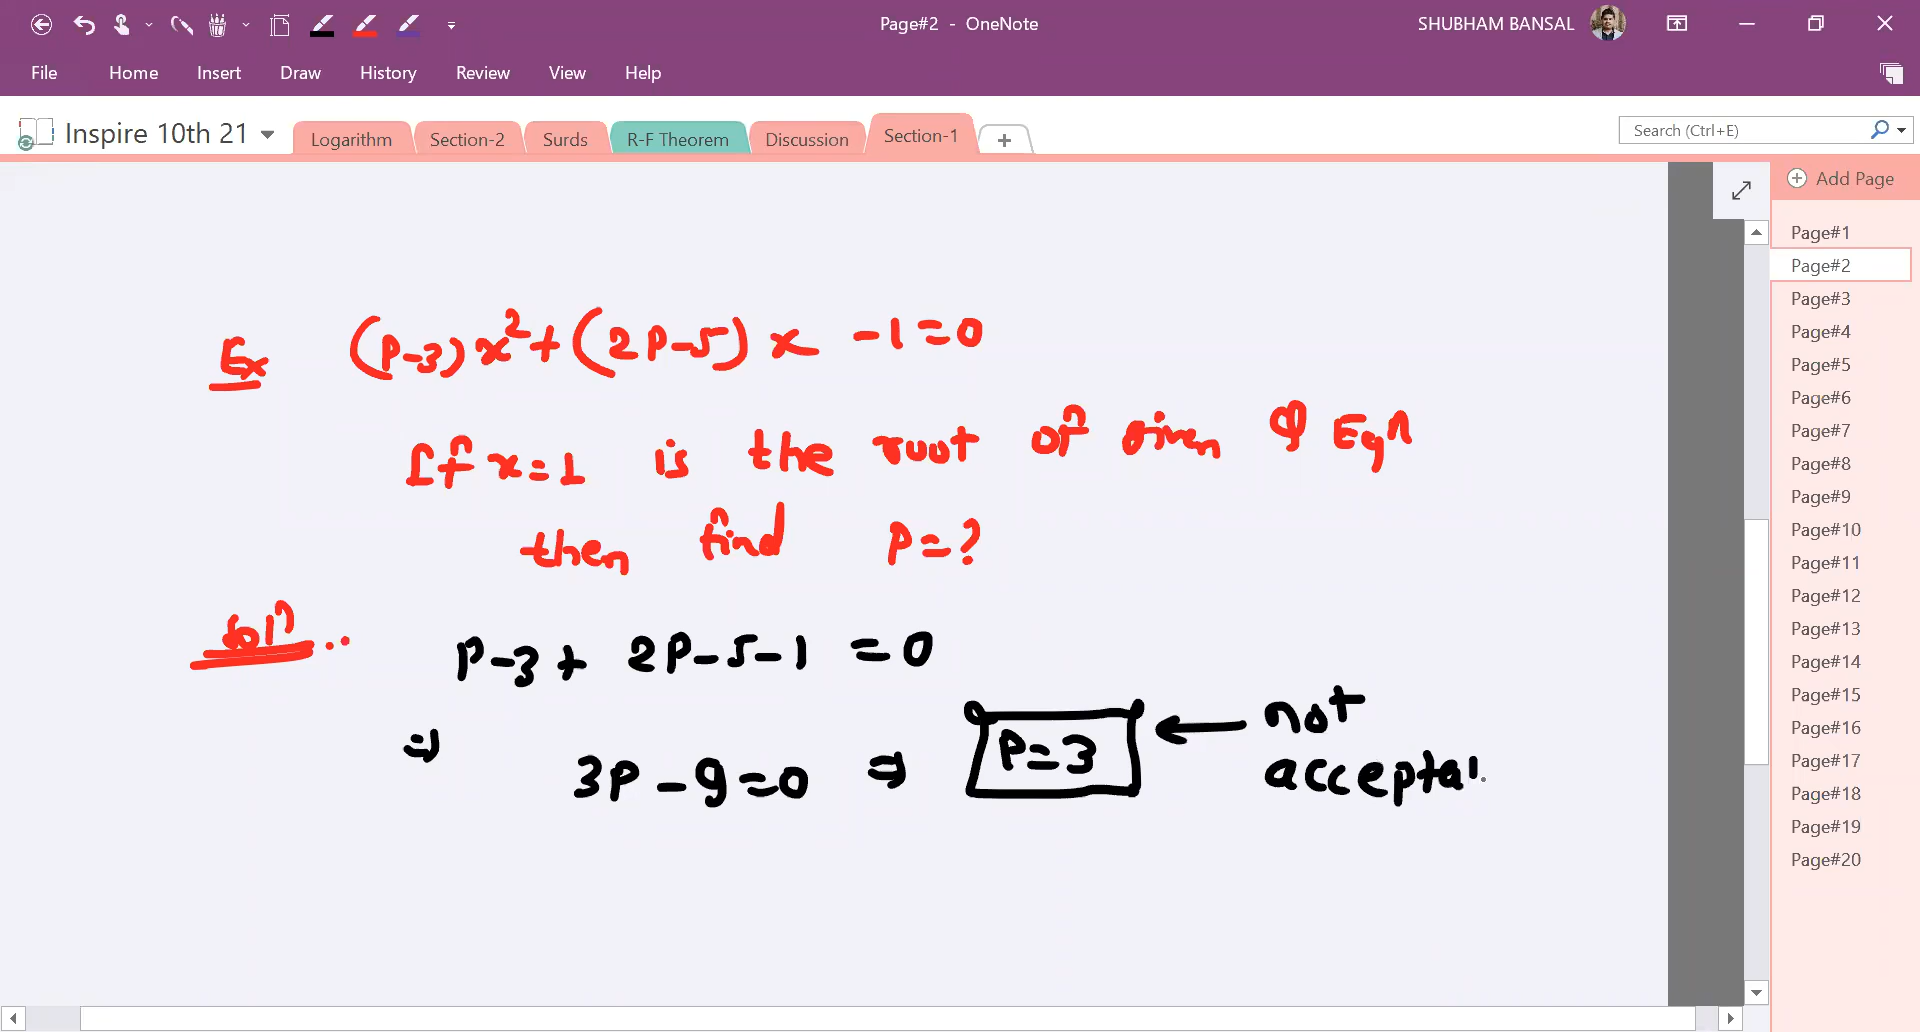 Page#2 - OneNote
SHUBHAM BANSAL
File Home Insert Draw History Review View Help
Inspire 10th 21
Logarithm Section-2 Surds R-F Theorem Discussion Section-1 +
Search (Ctrl+E)
Add Page
Page#1
Page#2
Page#3
Page#4
Page#5
Page#6
Page#7
Page#8
Page#9
Page#10
Page#11
Page#12
Page#13
Page#14
Page#15
Page#16
Page#17
Page#18
Page#19
Page#20
Ex (P-3)x²+(2P-5)x -1=0
If x=1 is the root of given Q Eqn
then find P=?
Soln..
P-3+ 2P-5-1 =0
⇒ 3P-9=0 ⇒ P=3 ← not
acceptal